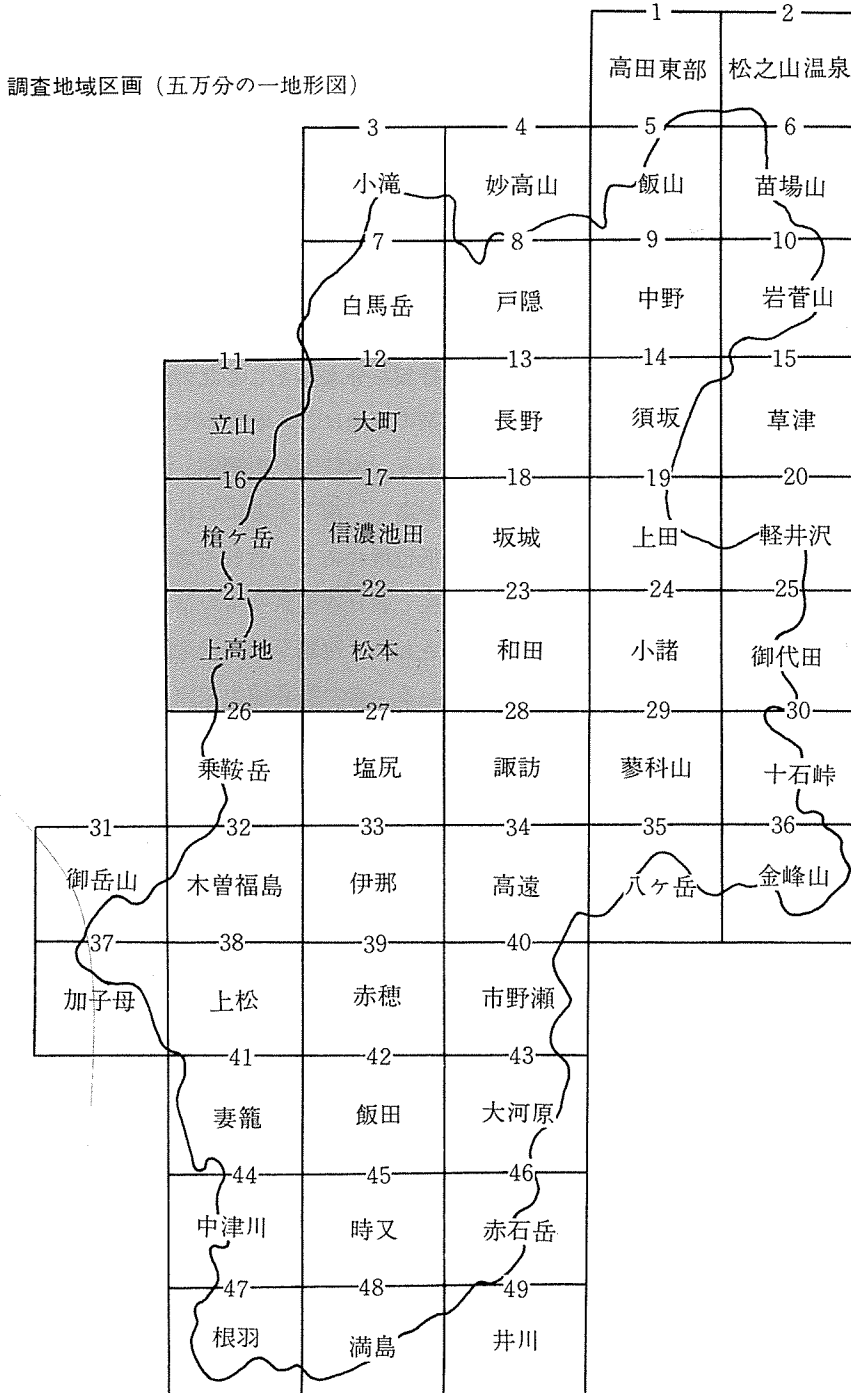 1 2
高田東部 松之山温泉
調査地域区画（五万分の一地形図）
3 4 5 6
小滝 妙高山 飯山 苗場山
7 8 9 10
白馬岳 戸隠 中野 岩菅山
11 12 13 14 15
立山 大町 長野 須坂 草津
16 17 18 19 20
槍ヶ岳 信濃池田 坂城 上田 軽井沢
21 22 23 24 25
上高地 松本 和田 小諸 御代田
26 27 28 29 30
乗鞍岳 塩尻 諏訪 蓼科山 十石峠
31 32 33 34 35 36
御岳山 木曽福島 伊那 高遠 八ヶ岳 金峰山
37 38 39 40
加子母 上松 赤穂 市野瀬
41 42 43
妻籠 飯田 大河原
44 45 46
中津川 時又 赤石岳
47 48 49
根羽 満島 井川